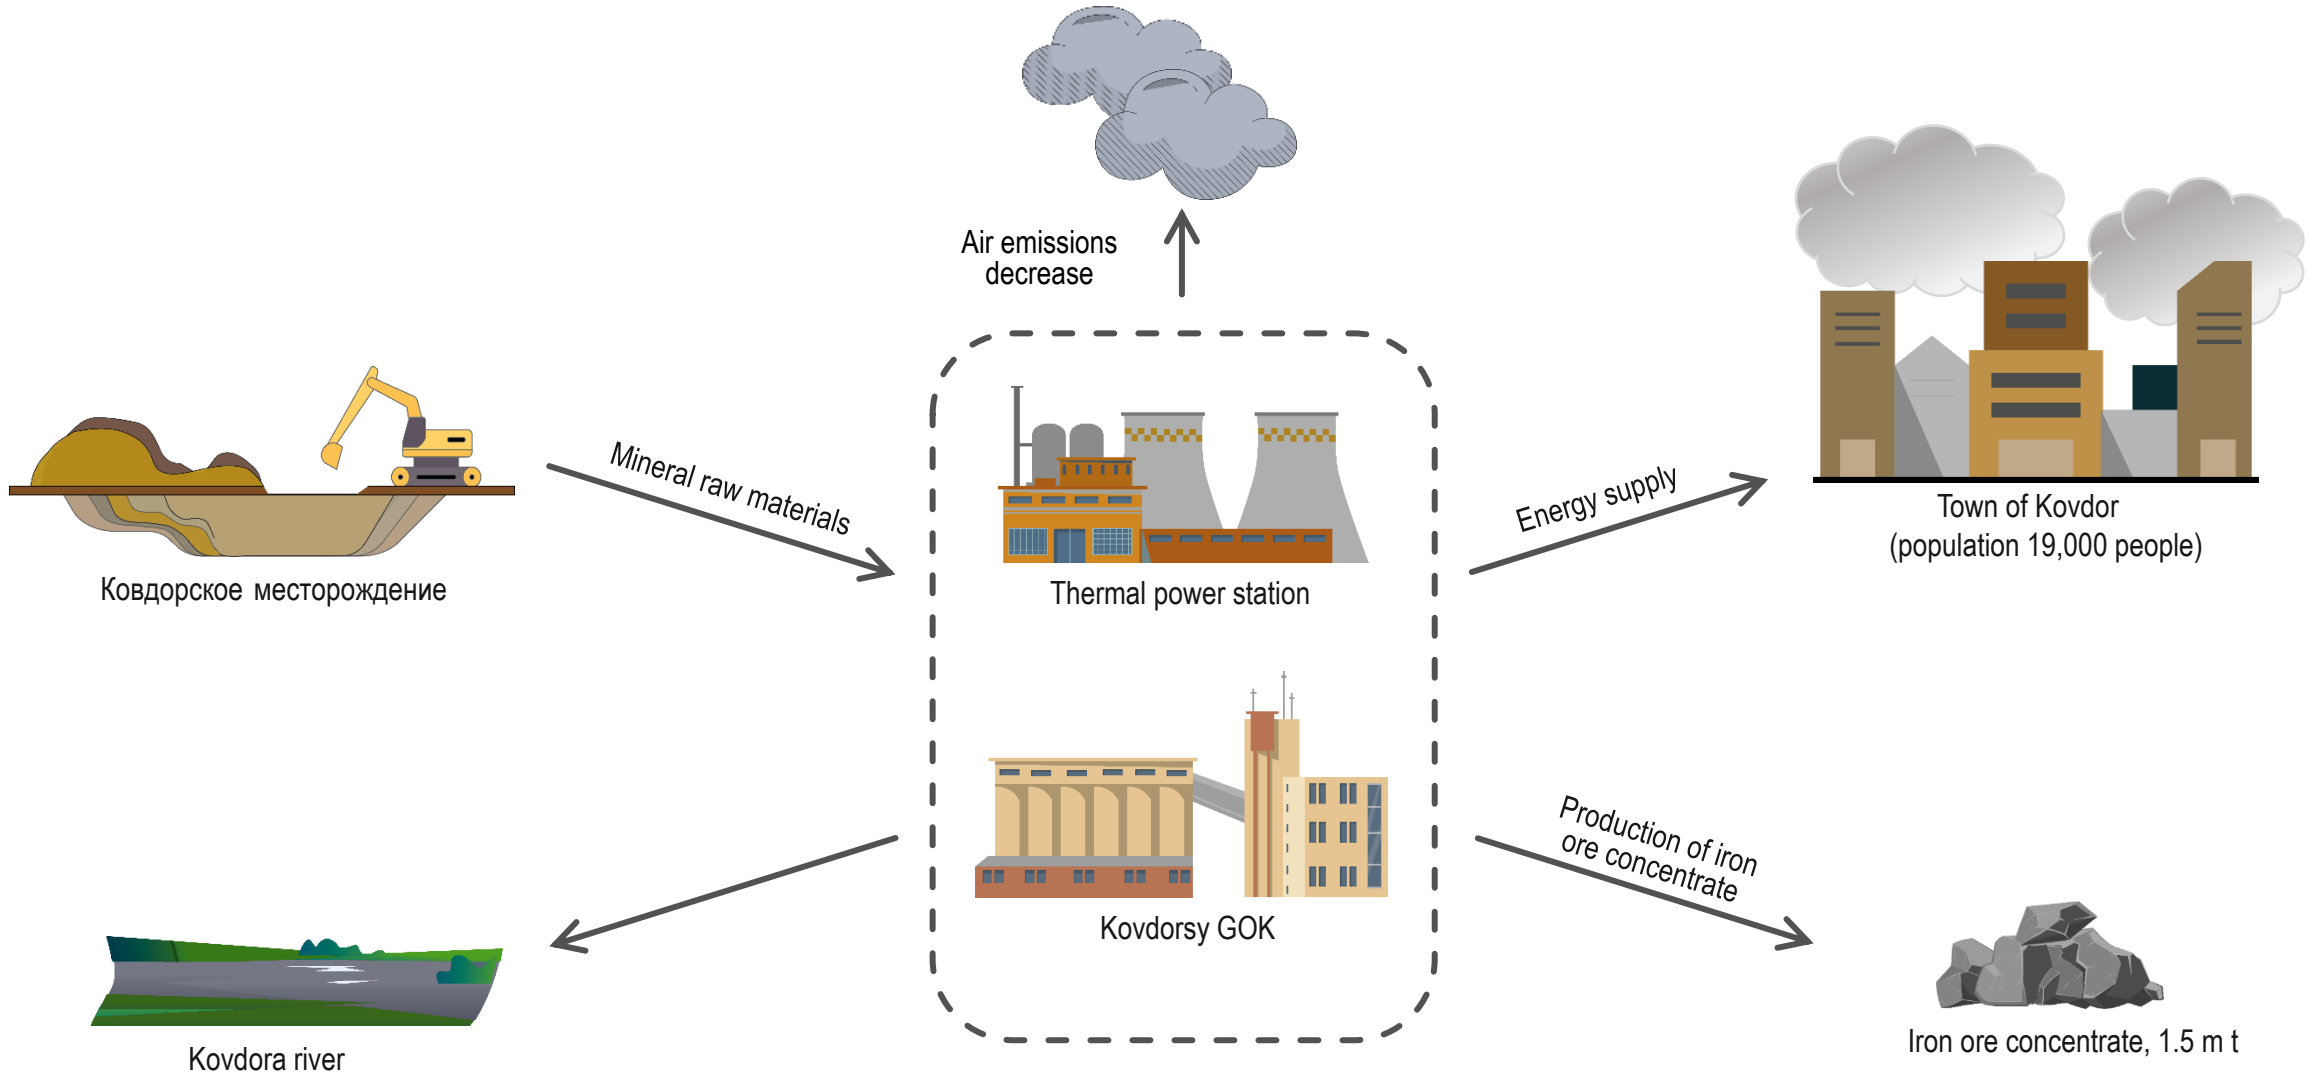 Air emissions
decrease
Mineral raw materials
Energy supply
Town of Kovdor
(population 19,000 people)
Ковдорское месторождение
Thermal power station
Production of iron
ore concentrate
Kovdorsy GOK
Kovdora river
Iron ore concentrate, 1.5 m t